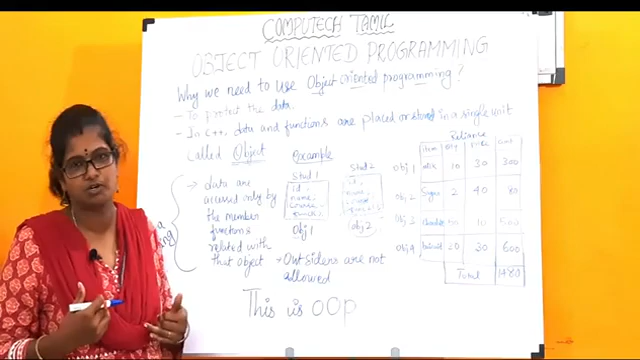 COMPUTECH TAMIL
OBJECT ORIENTED PROGRAMMING
Why we need to use Object oriented programming?
- To protect the data.
- In C++, data and functions are placed or stored in a single unit
Called Object
Example
Stud 1
id
name
course
Obj 1
Stud 2
id
name
course
obj 2
data are
accessed only by
the member
functions
related with
that object
Outsiders are not
allowed
This is OOp
Reliance
item Qty price Amt
Obj 1 rice 10 30 300
Obj 2 Sugar 2 40 80
Obj 3 10 500
Obj 4 biscuit 20 30 600
Total 1480